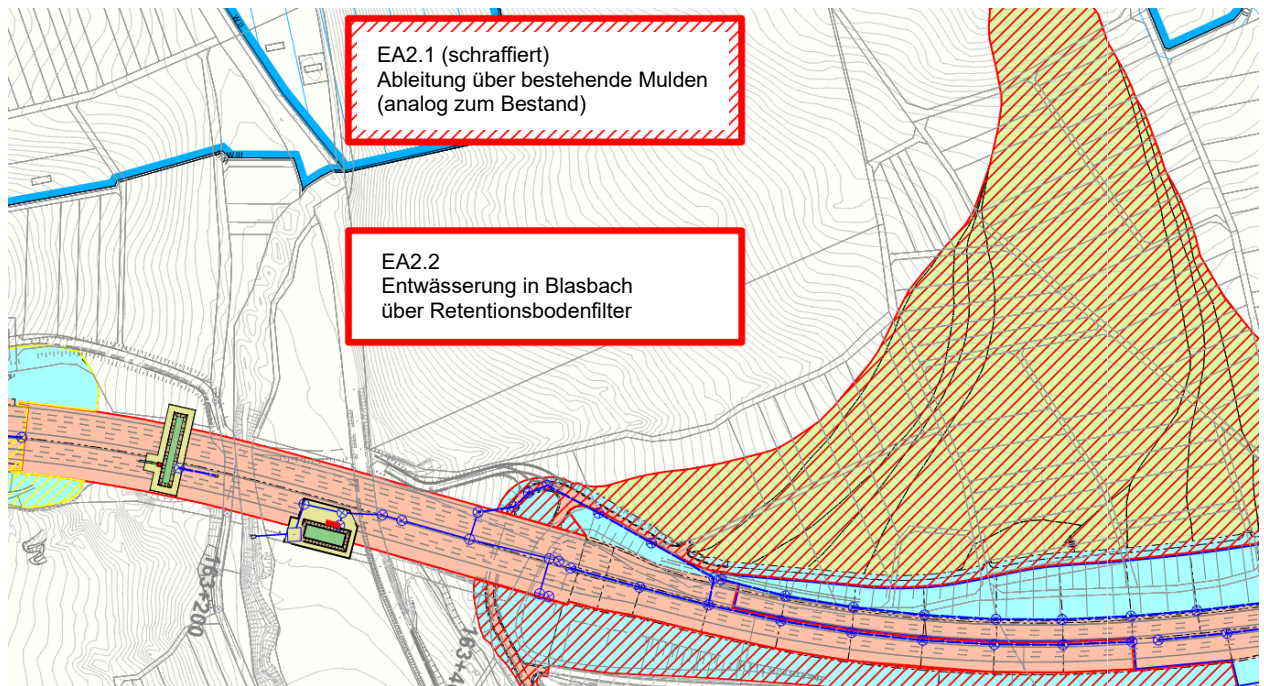 EA2.1 (schraffiert)
Ableitung über bestehende Mulden
(analog zum Bestand)
W III
EA2.2
Entwässerung in Blasbach
über Retentionsbodenfilter
163+200